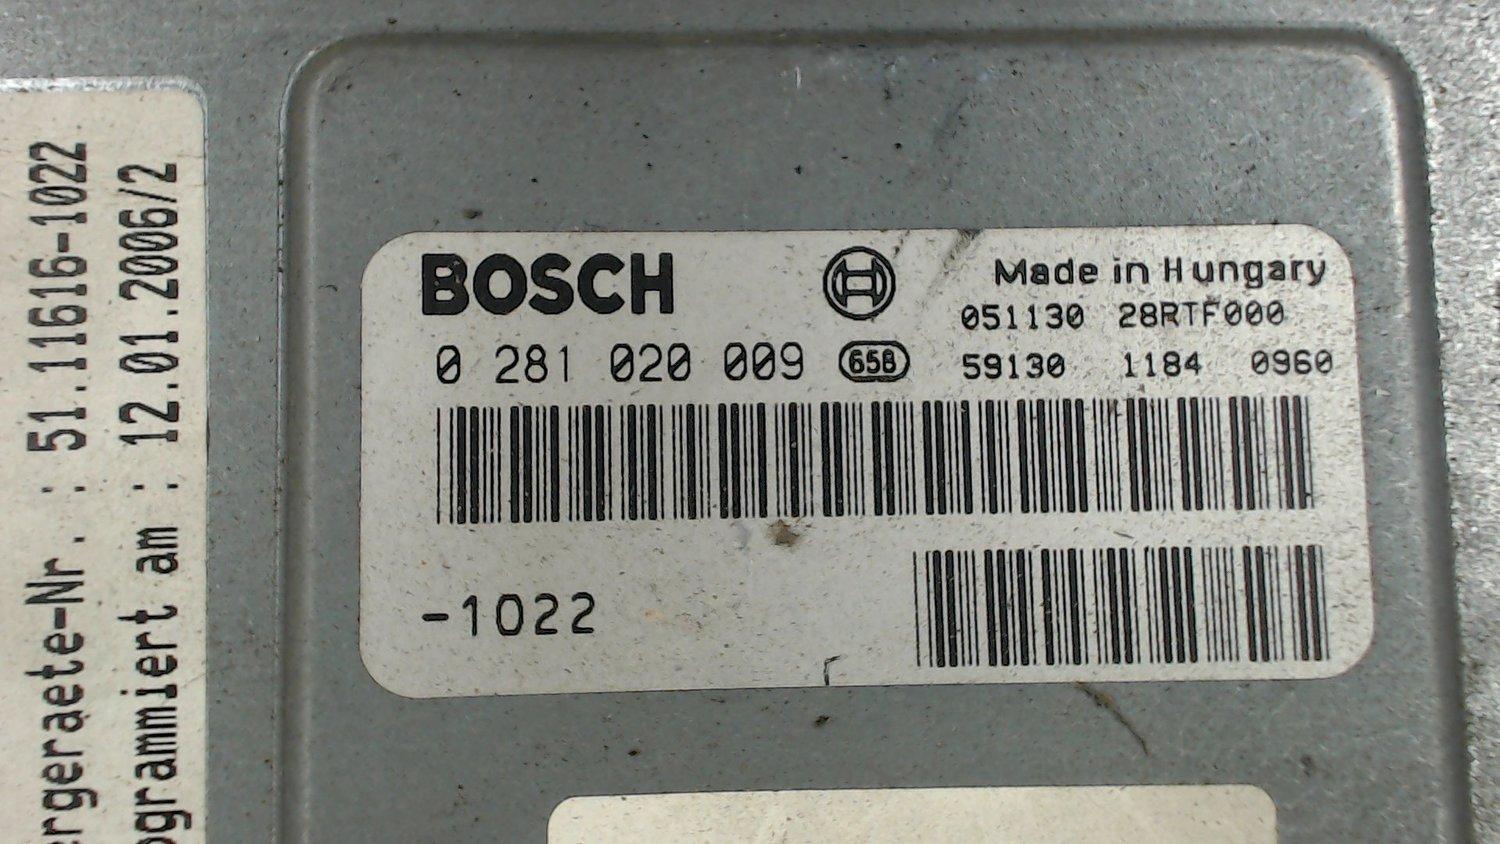 BOSCH
Made in Hungary
051130 28RTF000
0 281 020 009 658 59130 1184 0960
-1022
ergeraete-Nr. : 51.11616-1022
ogrammiert am : 12.01.2006/2